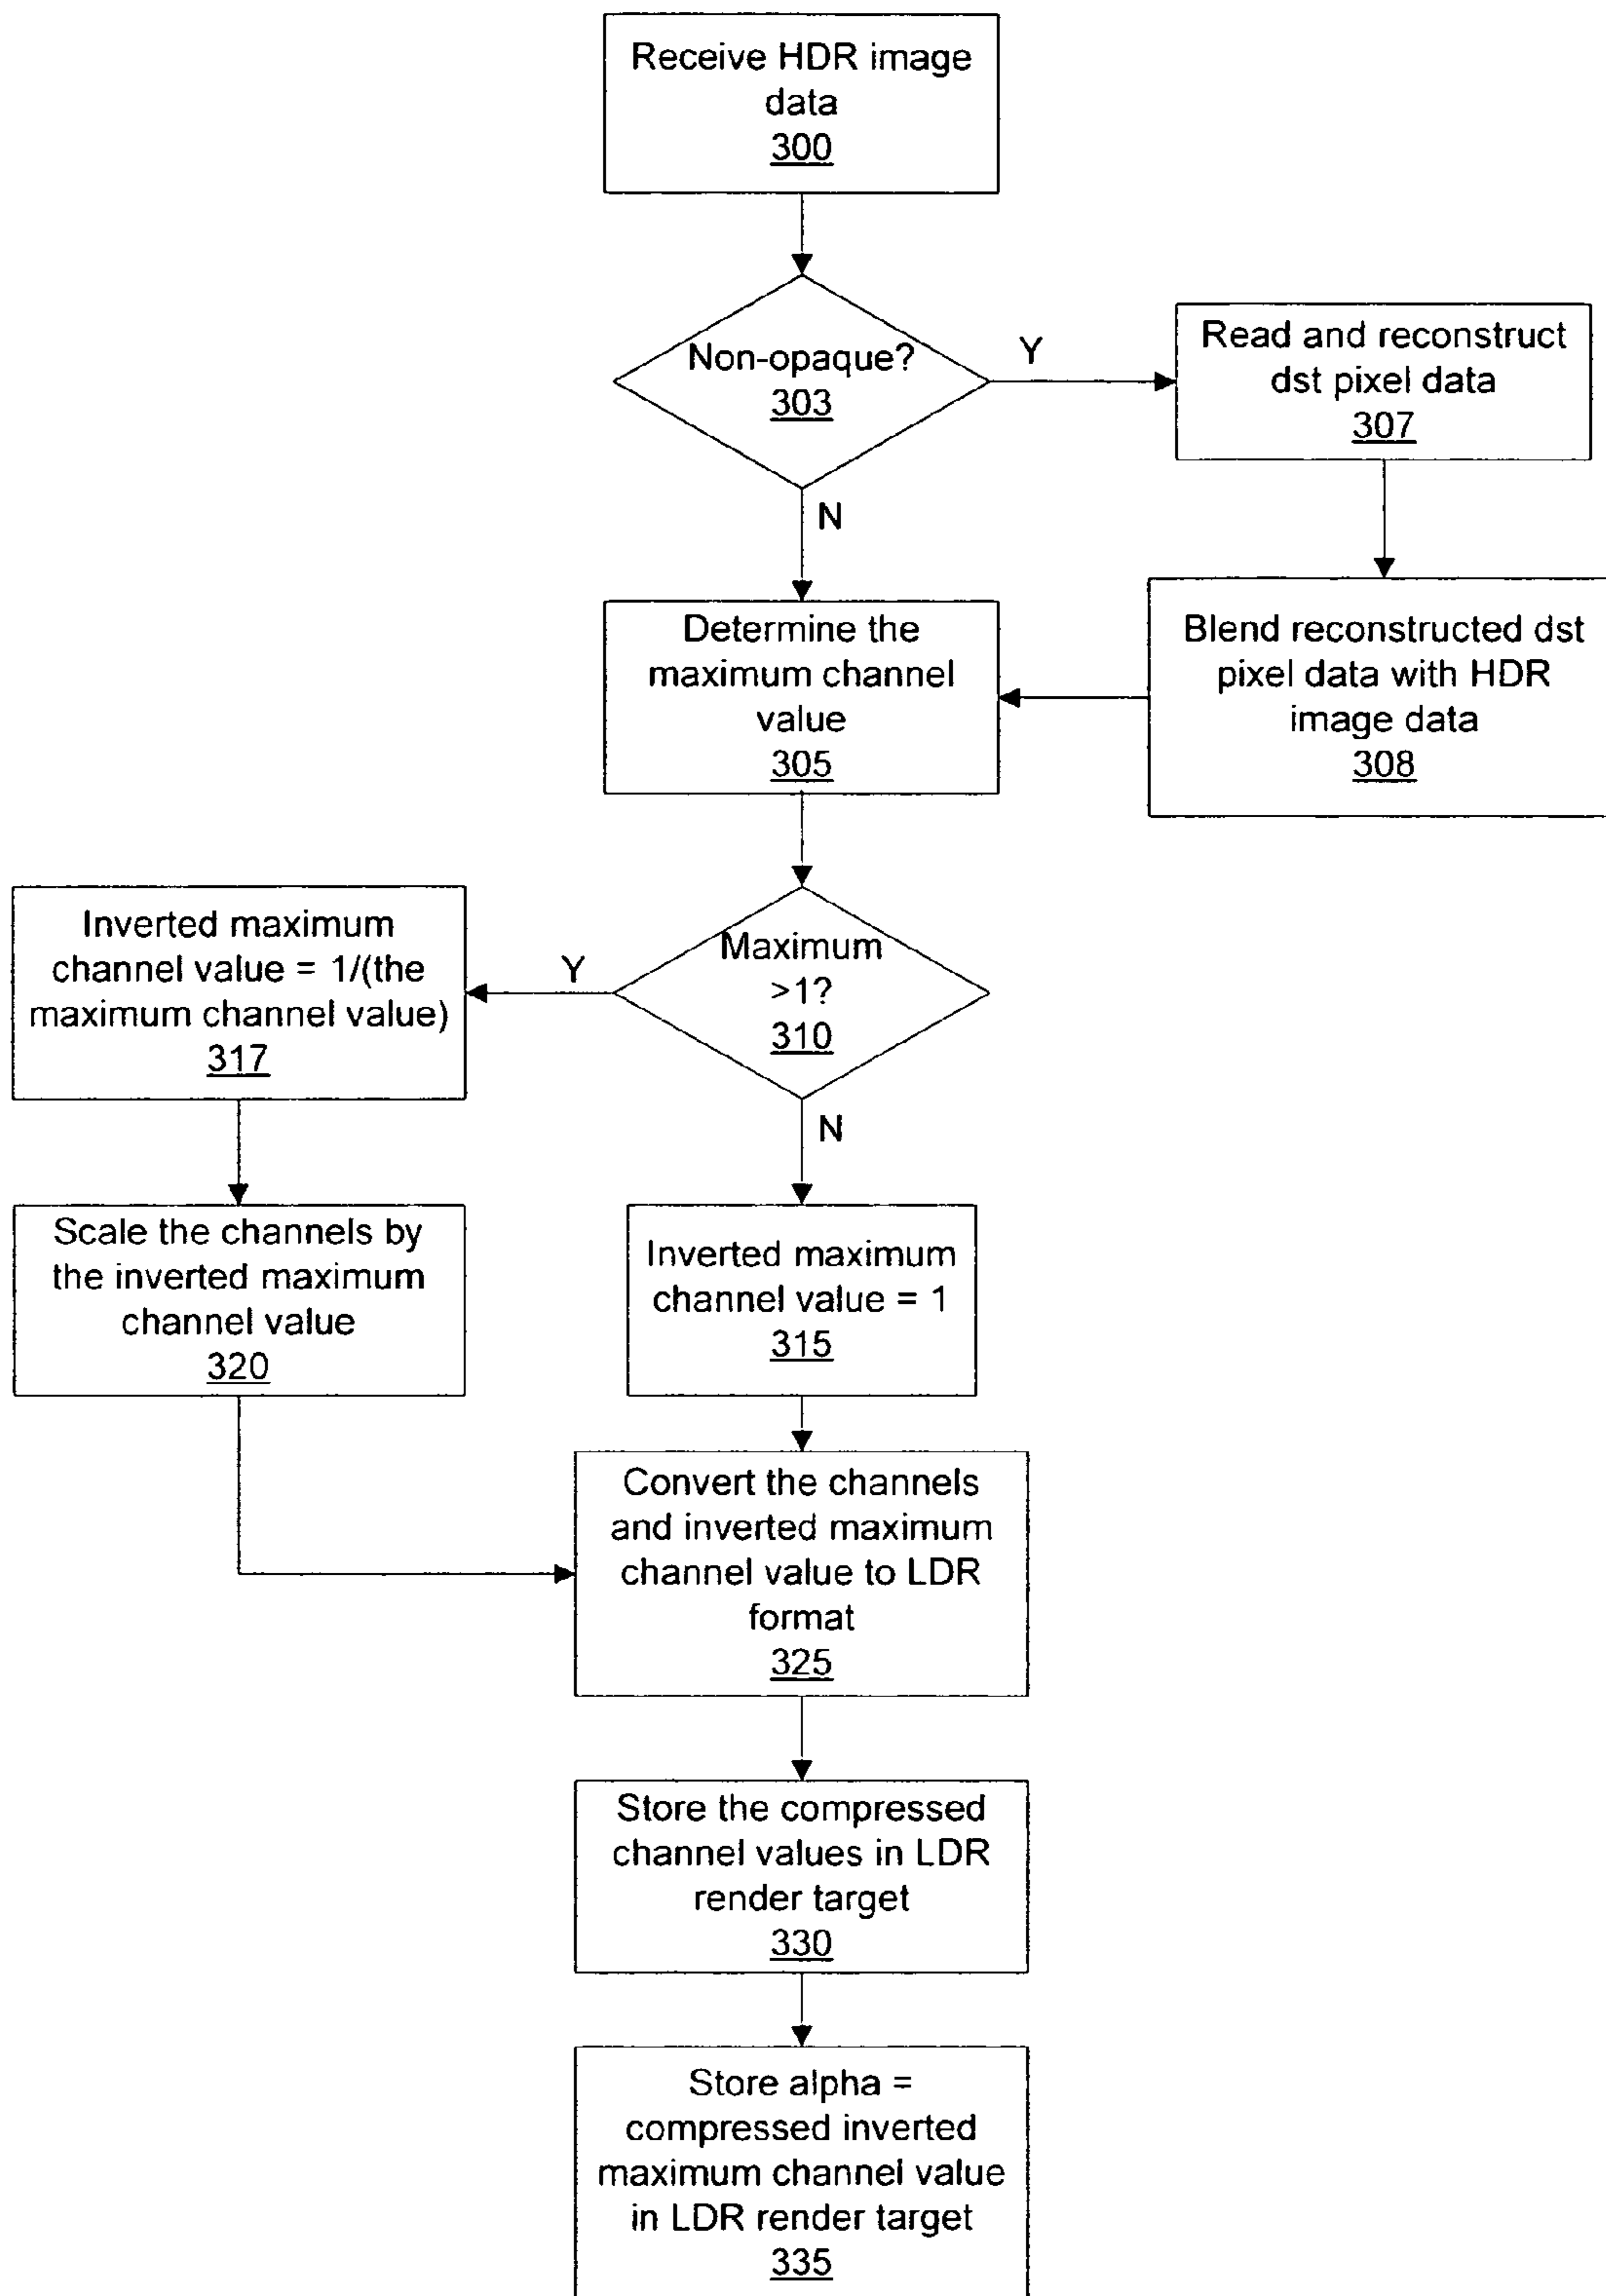 Receive HDR image
data
300
Non-opaque?
303
Y
Read and reconstruct
dst pixel data
307
N
Determine the
maximum channel
value
305
Blend reconstructed dst
pixel data with HDR
image data
308
Inverted maximum
channel value = 1/(the
maximum channel value)
317
Y
Maximum
>1?
310
N
Scale the channels by
the inverted maximum
channel value
320
Inverted maximum
channel value = 1
315
Convert the channels
and inverted maximum
channel value to LDR
format
325
Store the compressed
channel values in LDR
render target
330
Store alpha =
compressed inverted
maximum channel value
in LDR render target
335